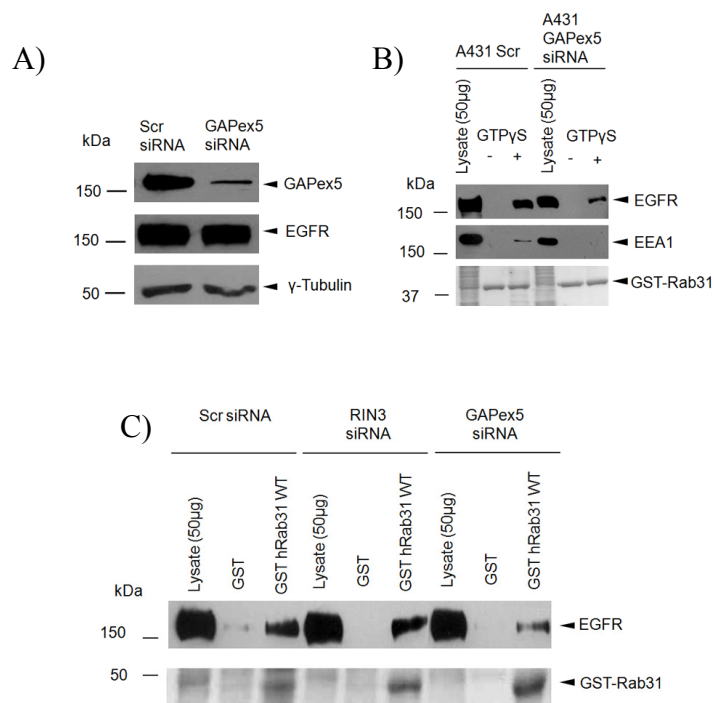 A)
kDa
Scr
siRNA
GAPex5
siRNA
150
GAPex5
150
EGFR
50
γ-Tubulin
B)
A431 Scr
A431
GAPex5
siRNA
Lysate (50µg)
GTPγS
- +
Lysate (50µg)
GTPγS
- +
kDa
150
EGFR
150
EEA1
37
GST-Rab31
C)
Scr siRNA
RIN3
siRNA
GAPex5
siRNA
Lysate (50µg)
GST
GST hRab31 WT
Lysate (50µg)
GST
GST hRab31 WT
Lysate (50µg)
GST
GST hRab31 WT
kDa
150
EGFR
50
GST-Rab31